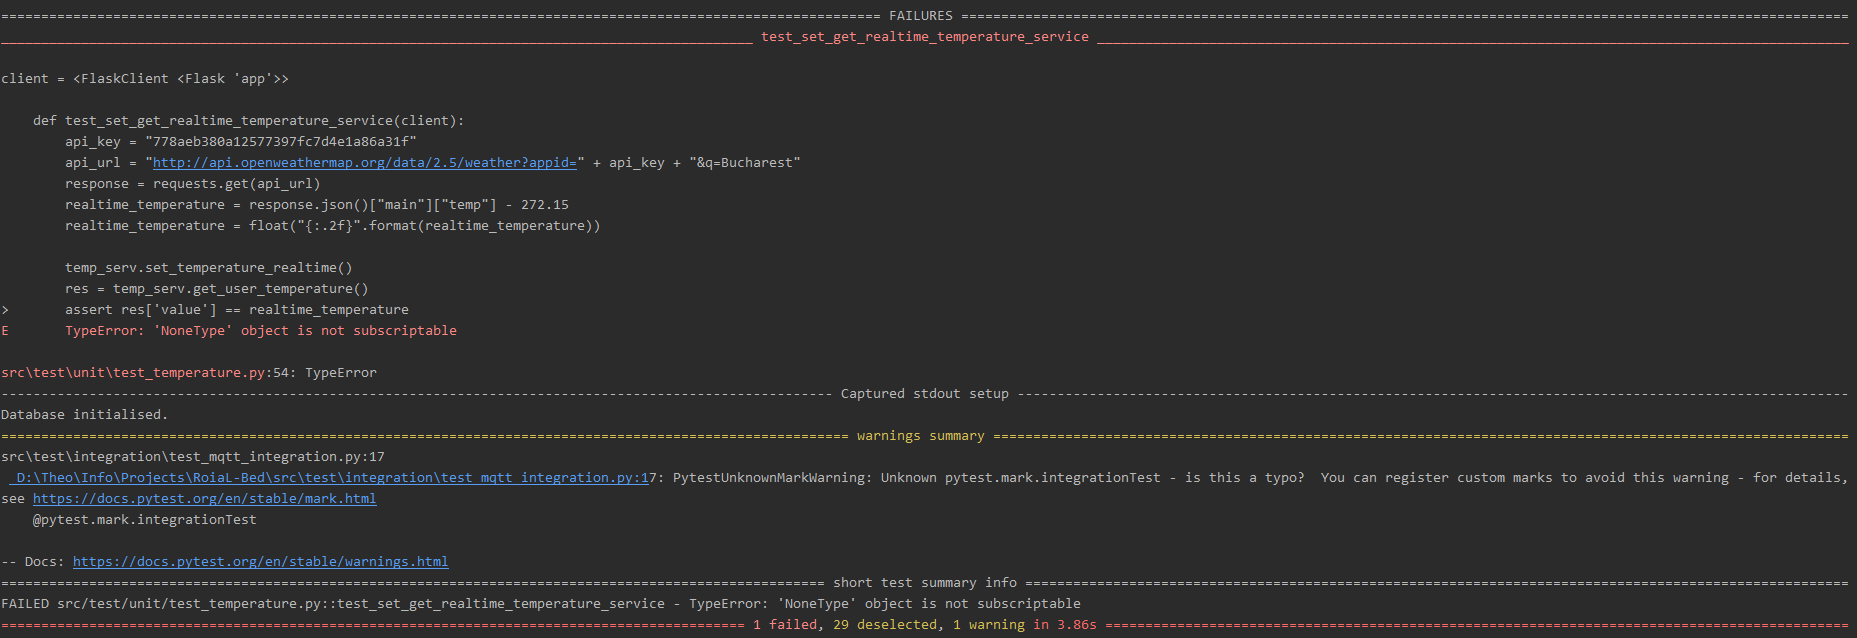 ============================================================================================================== FAILURES ===============================================================================================================
______________________________________________________________________________________________ test_set_get_realtime_temperature_service ______________________________________________________________________________________________
client = <FlaskClient <Flask 'app'>>
    def test_set_get_realtime_temperature_service(client):
        api_key = "778aeb380a12577397fc7d4e1a86a31f"
        api_url = "http://api.openweathermap.org/data/2.5/weather?appid=" + api_key + "&q=Bucharest"
        response = requests.get(api_url)
        realtime_temperature = response.json()["main"]["temp"] - 272.15
        realtime_temperature = float("{:.2f}".format(realtime_temperature))
        temp_serv.set_temperature_realtime()
        res = temp_serv.get_user_temperature()
>       assert res['value'] == realtime_temperature
E       TypeError: 'NoneType' object is not subscriptable
src\test\unit\test_temperature.py:54: TypeError
-------------------------------------------------------------------------------------------------------- Captured stdout setup --------------------------------------------------------------------------------------------------------
Database initialised.
========================================================================================================== warnings summary ===========================================================================================================
src\test\integration\test_mqtt_integration.py:17
  D:\Theo\Info\Projects\RoiaL-Bed\src\test\integration\test_mqtt_integration.py:17: PytestUnknownMarkWarning: Unknown pytest.mark.integrationTest - is this a typo?  You can register custom marks to avoid this warning - for details,
see https://docs.pytest.org/en/stable/mark.html
    @pytest.mark.integrationTest
-- Docs: https://docs.pytest.org/en/stable/warnings.html
======================================================================================================= short test summary info =======================================================================================================
FAILED src/test/unit/test_temperature.py::test_set_get_realtime_temperature_service - TypeError: 'NoneType' object is not subscriptable
============================================================================================= 1 failed, 29 deselected, 1 warning in 3.86s =============================================================================================